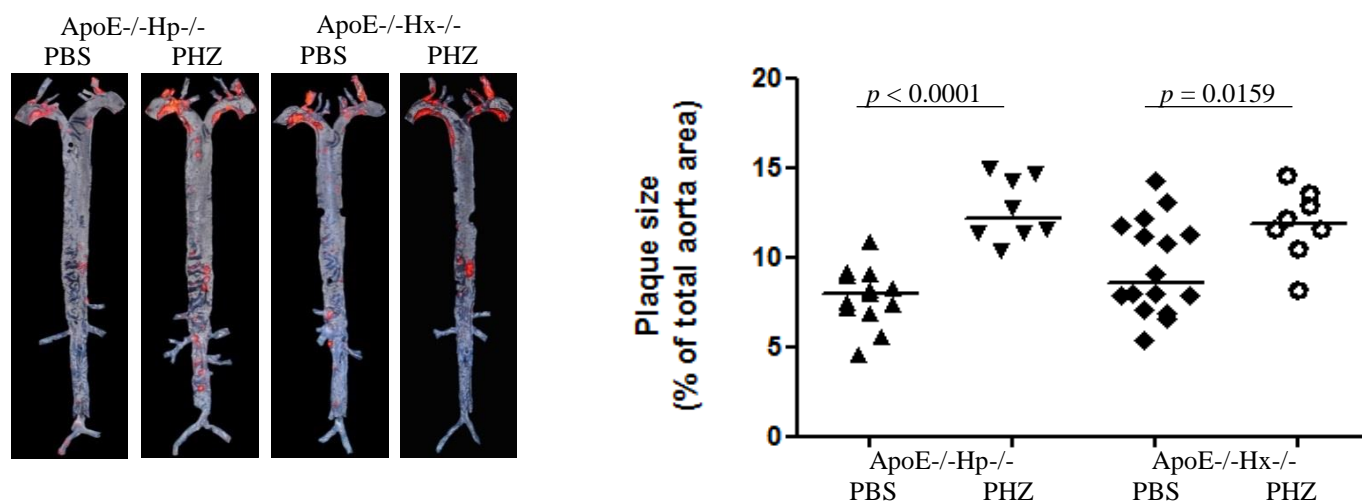 ApoE-/-Hp-/- ApoE-/-Hx-/-
PBS PHZ PBS PHZ
20
15
10
5
0
Plaque size
(% of total aorta area)
p < 0.0001 p = 0.0159
ApoE-/-Hp-/- ApoE-/-Hx-/-
PBS PHZ PBS PHZ